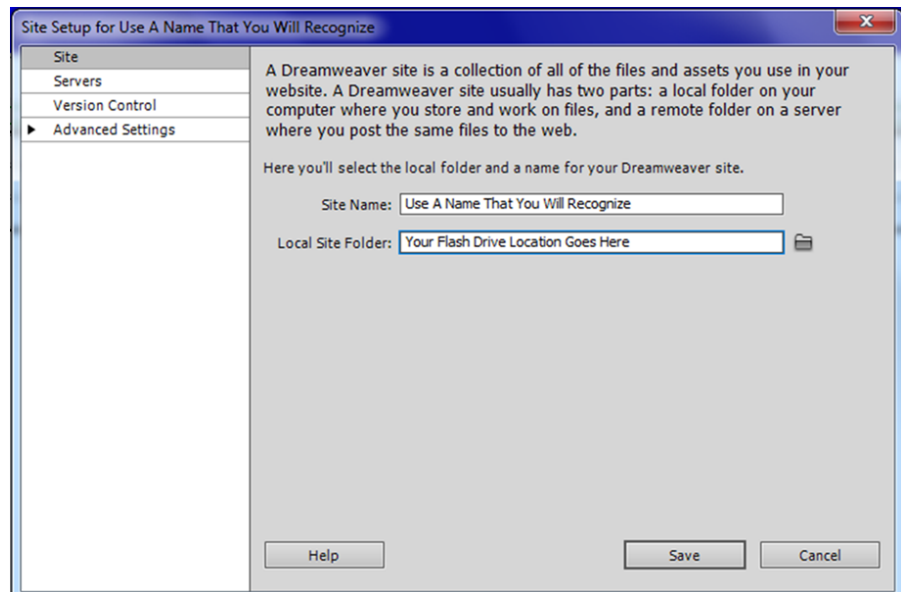 Site Setup for Use A Name That You Will Recognize
Site
Servers
Version Control
Advanced Settings
A Dreamweaver site is a collection of all of the files and assets you use in your
website. A Dreamweaver site usually has two parts: a local folder on your
computer where you store and work on files, and a remote folder on a server
where you post the same files to the web.
Here you'll select the local folder and a name for your Dreamweaver site.
Site Name: Use A Name That You Will Recognize
Local Site Folder: Your Flash Drive Location Goes Here
Help Save Cancel